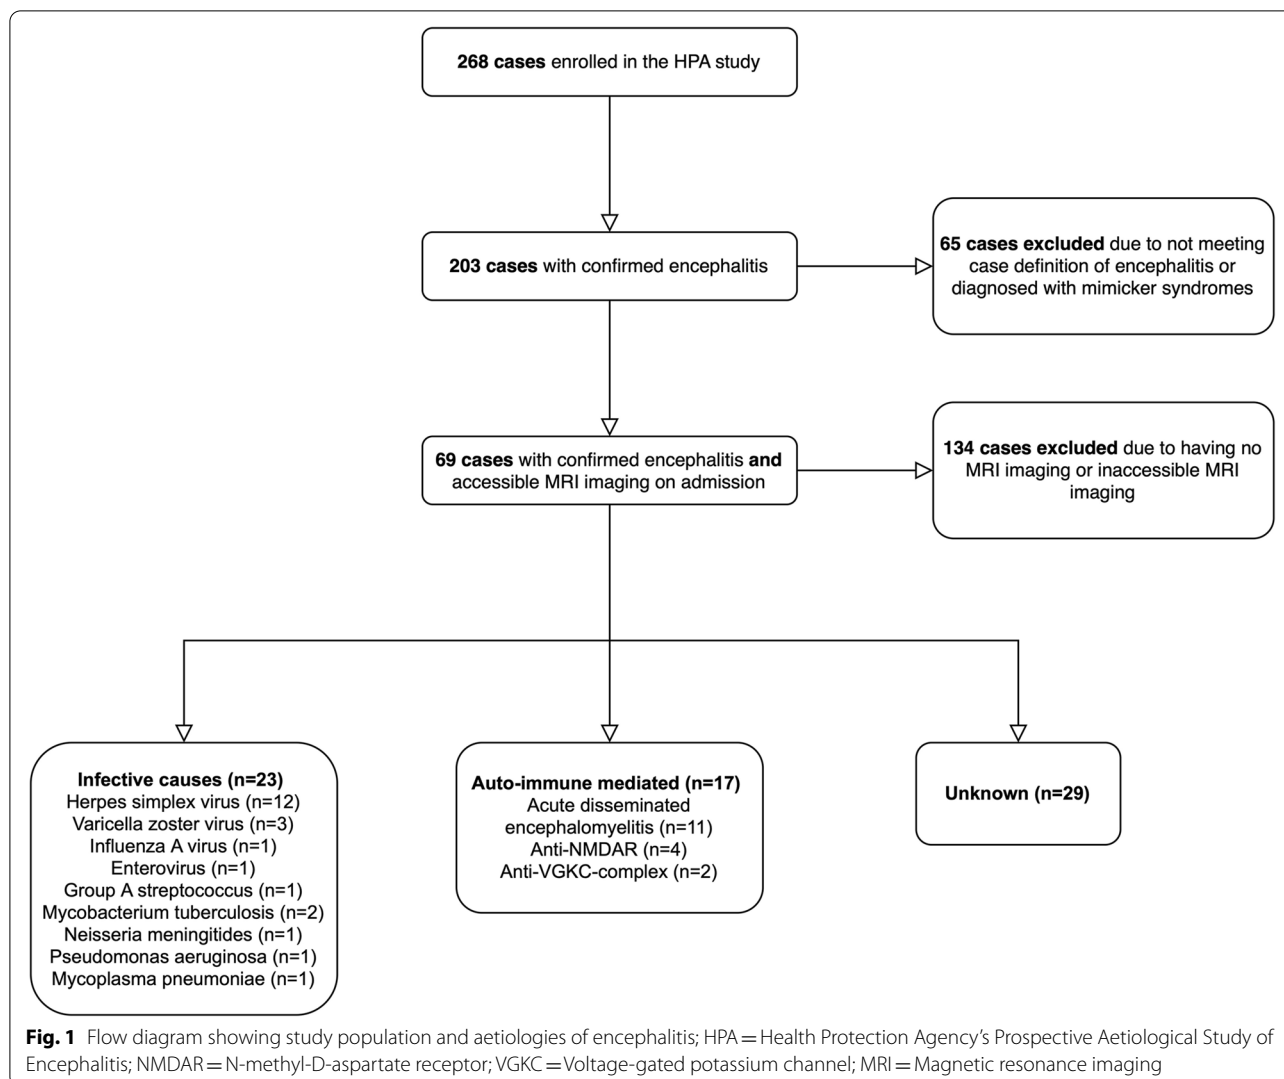 268 cases enrolled in the HPA study
203 cases with confirmed encephalitis
65 cases excluded due to not meeting
case definition of encephalitis or
diagnosed with mimicker syndromes
69 cases with confirmed encephalitis and
accessible MRI imaging on admission
134 cases excluded due to having no
MRI imaging or inaccessible MRI
imaging
Infective causes (n=23)
Herpes simplex virus (n=12)
Varicella zoster virus (n=3)
Influenza A virus (n=1)
Enterovirus (n=1)
Group A streptococcus (n=1)
Mycobacterium tuberculosis (n=2)
Neisseria meningitides (n=1)
Pseudomonas aeruginosa (n=1)
Mycoplasma pneumoniae (n=1)
Auto-immune mediated (n=17)
Acute disseminated
encephalomyelitis (n=11)
Anti-NMDAR (n=4)
Anti-VGKC-complex (n=2)
Unknown (n=29)
Fig. 1 Flow diagram showing study population and aetiologies of encephalitis; HPA = Health Protection Agency's Prospective Aetiological Study of
Encephalitis; NMDAR = N-methyl-D-aspartate receptor; VGKC = Voltage-gated potassium channel; MRI = Magnetic resonance imaging